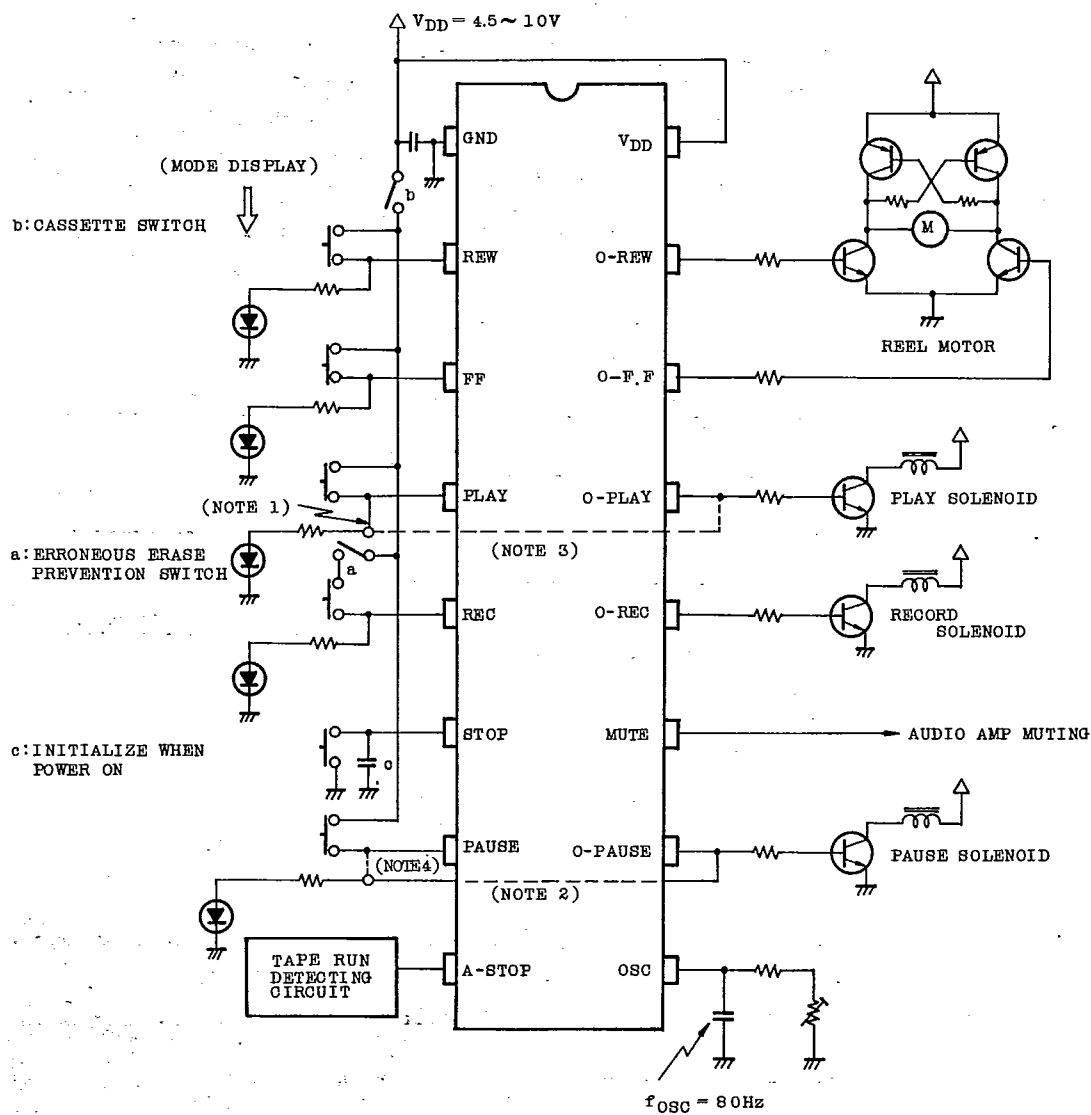 V_DD = 4.5~10V
GND
V_DD
(MODE DISPLAY)
b
b:CASSETTE SWITCH
REW
O-REW
M
REEL MOTOR
FF
O-F.F
PLAY
O-PLAY
PLAY SOLENOID
(NOTE 1)
(NOTE 3)
a:ERRONEOUS ERASE
PREVENTION SWITCH
a
REC
O-REC
RECORD
SOLENOID
STOP
MUTE
AUDIO AMP MUTING
c:INITIALIZE WHEN
POWER ON
c
PAUSE
O-PAUSE
PAUSE SOLENOID
(NOTE4)
(NOTE 2)
TAPE RUN
DETECTING
CIRCUIT
A-STOP
OSC
f_OSC = 80Hz